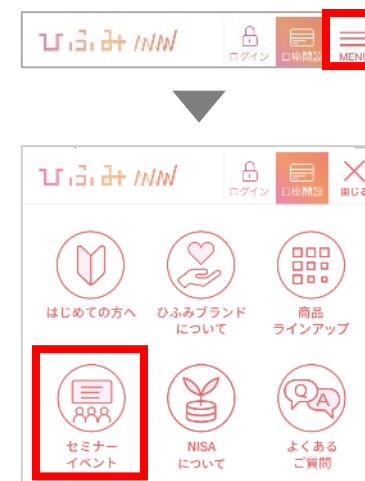 ひふみ
ログイン 口座開設 MENU
ひふみ
ログイン 口座開設 閉じる
はじめての方へ ひふみブランド 商品
について ラインアップ
Q A
セミナー NISA よくある
イベント について ご質問